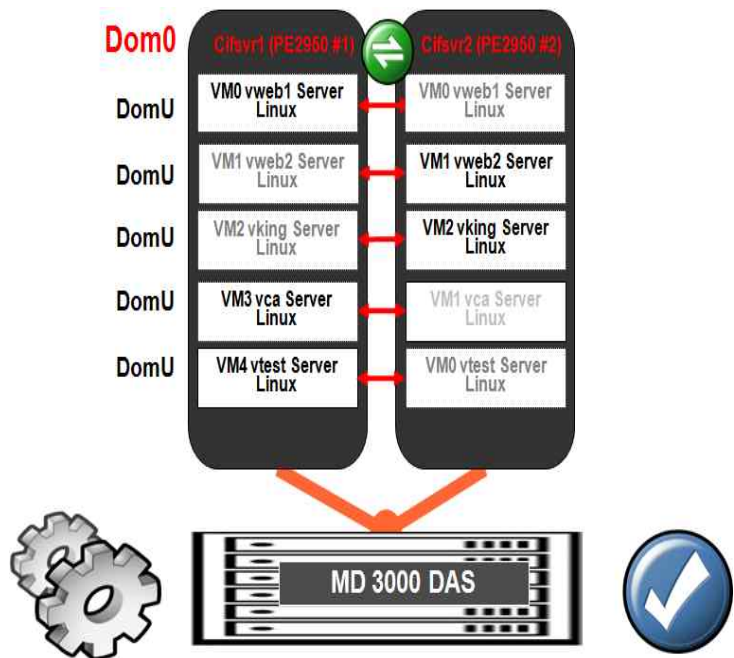 Dom0
Cifsvr1 (PE2950 #1)
Cifsvr2 (PE2950 #2)
DomU
VM0 vweb1 Server
Linux
VM0 vweb1 Server
Linux
DomU
VM1 vweb2 Server
Linux
VM1 vweb2 Server
Linux
DomU
VM2 vking Server
Linux
VM2 vking Server
Linux
DomU
VM3 vca Server
Linux
VM1 vca Server
Linux
DomU
VM4 vtest Server
Linux
VM0 vtest Server
Linux
MD 3000 DAS